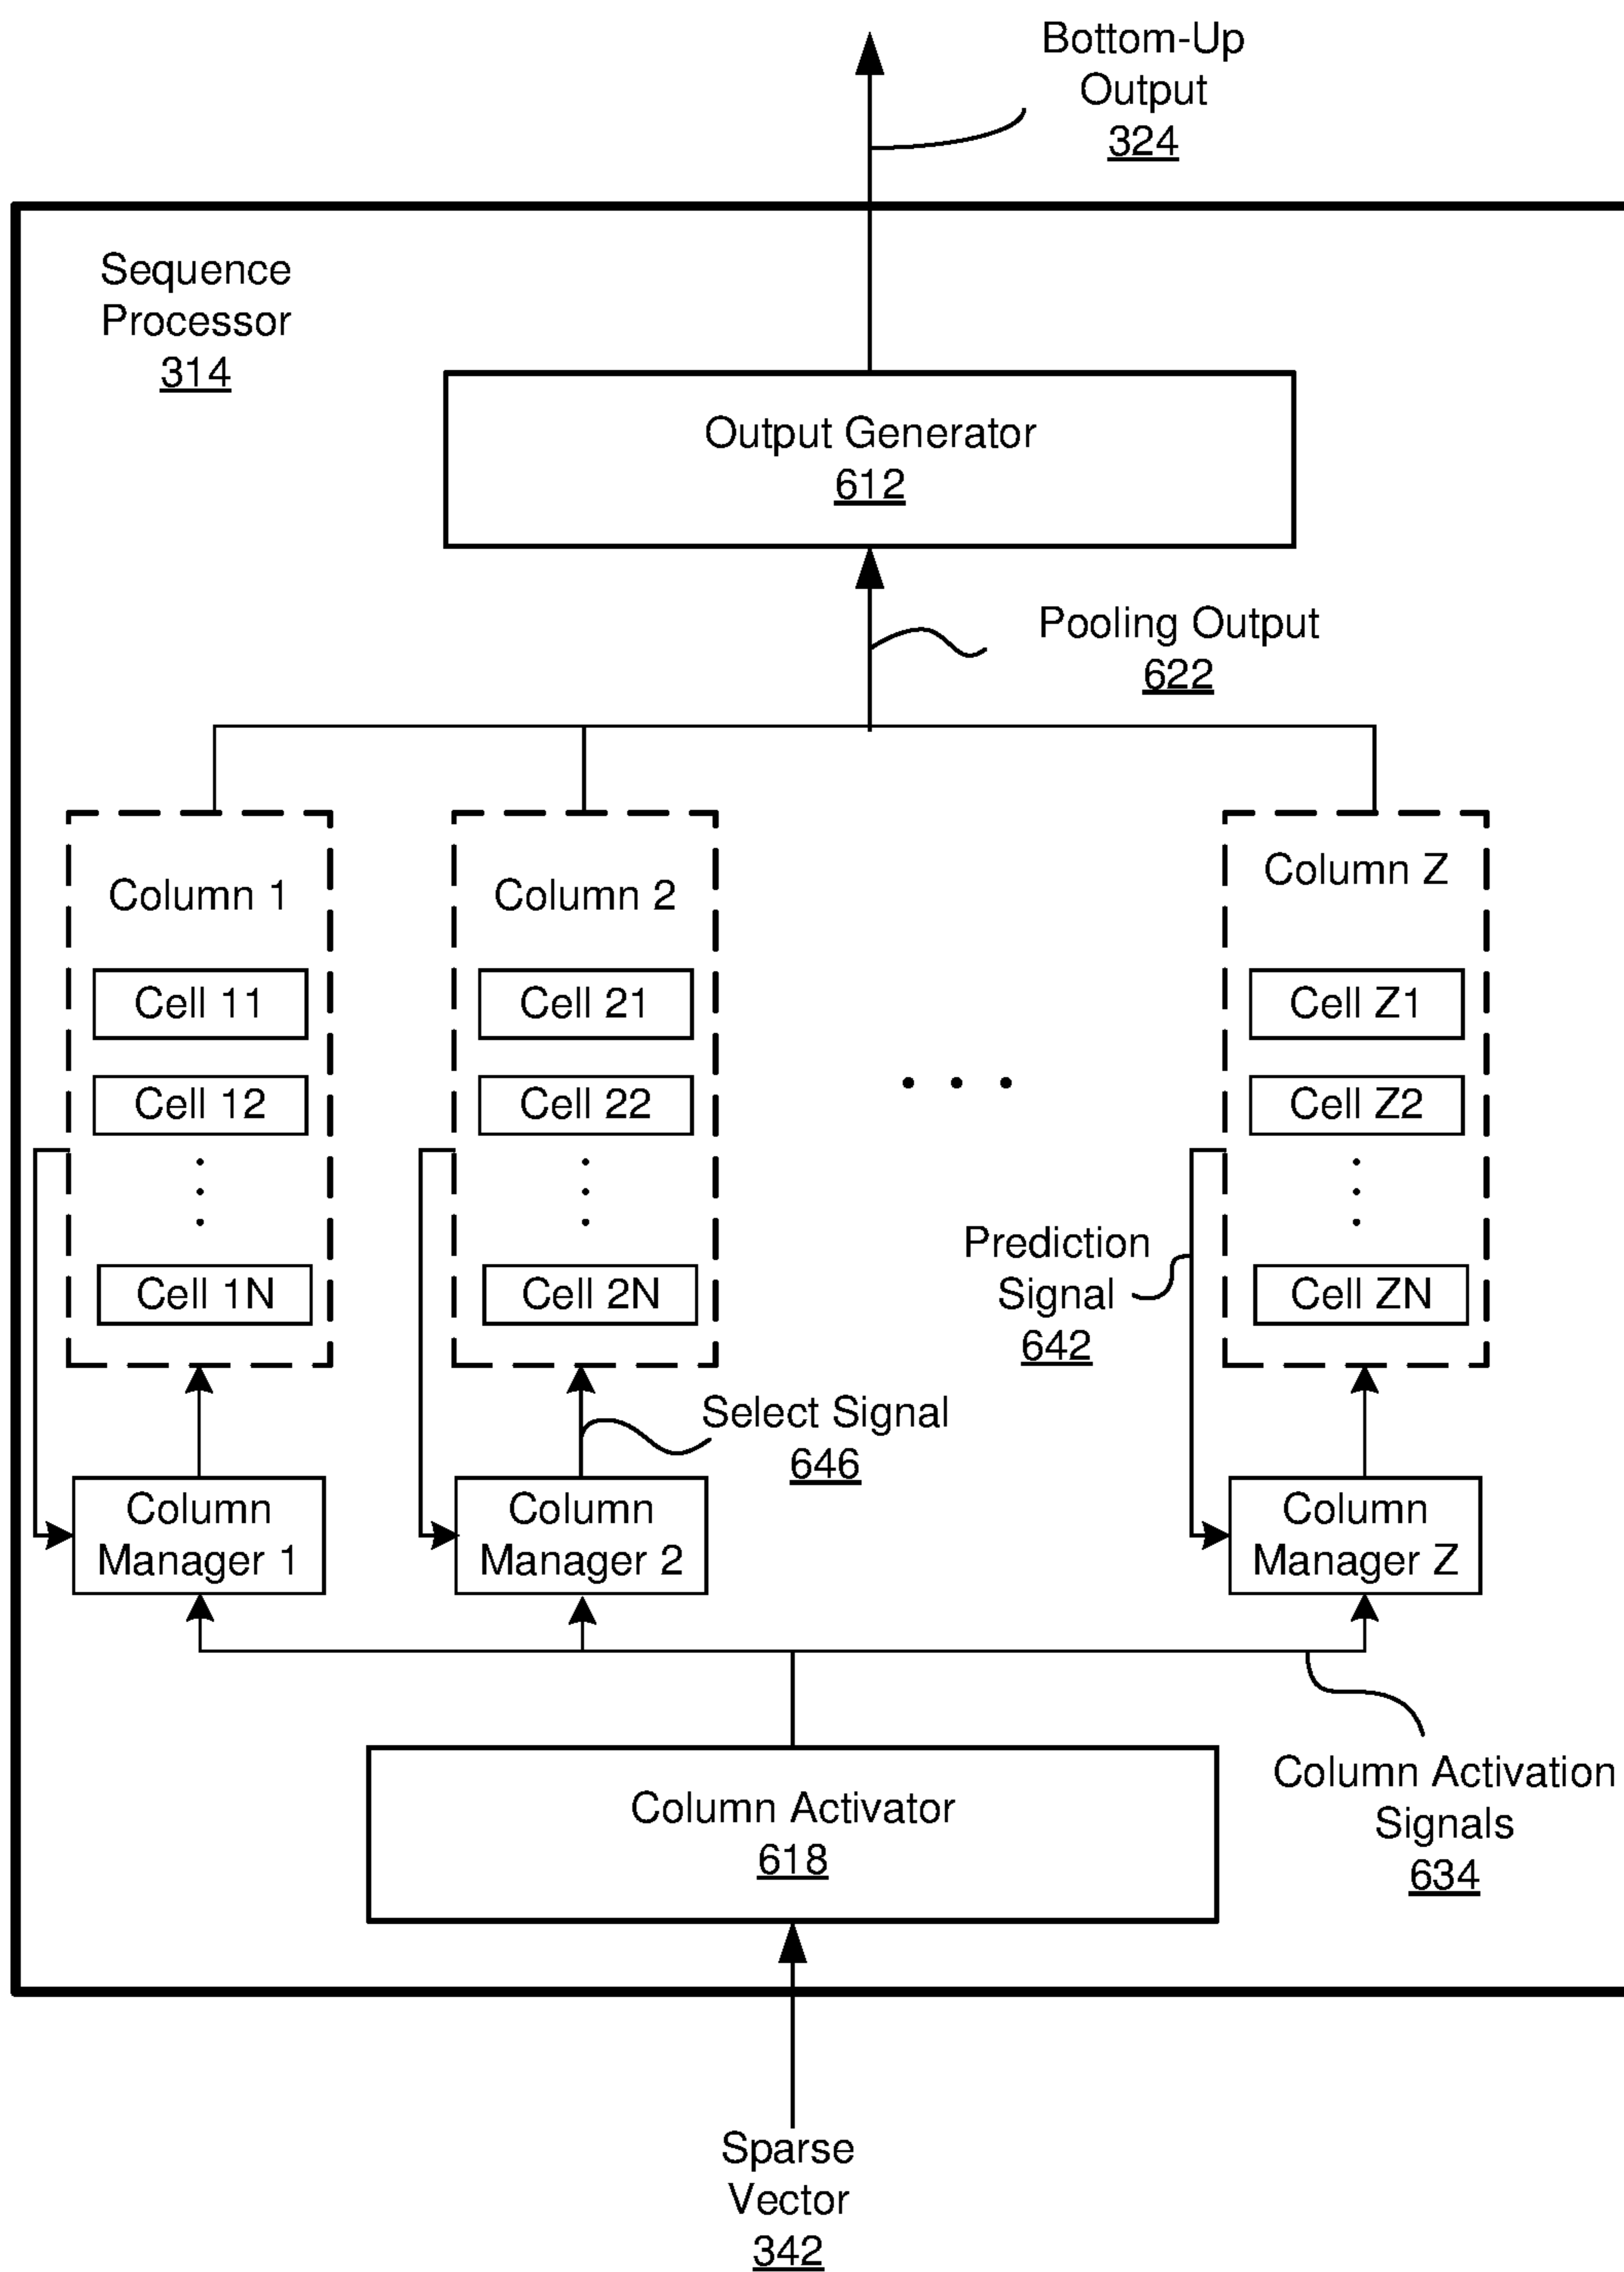 Bottom-Up
Output
324
Sequence
Processor
314
Output Generator
612
Pooling Output
622
Column 1
Column 2
Column Z
Cell 11
Cell 21
Cell Z1
Cell 12
Cell 22
Cell Z2
Cell 1N
Cell 2N
Cell ZN
Prediction
Signal
642
Select Signal
646
Column
Manager 1
Column
Manager 2
Column
Manager Z
Column Activator
618
Column Activation
Signals
634
Sparse
Vector
342